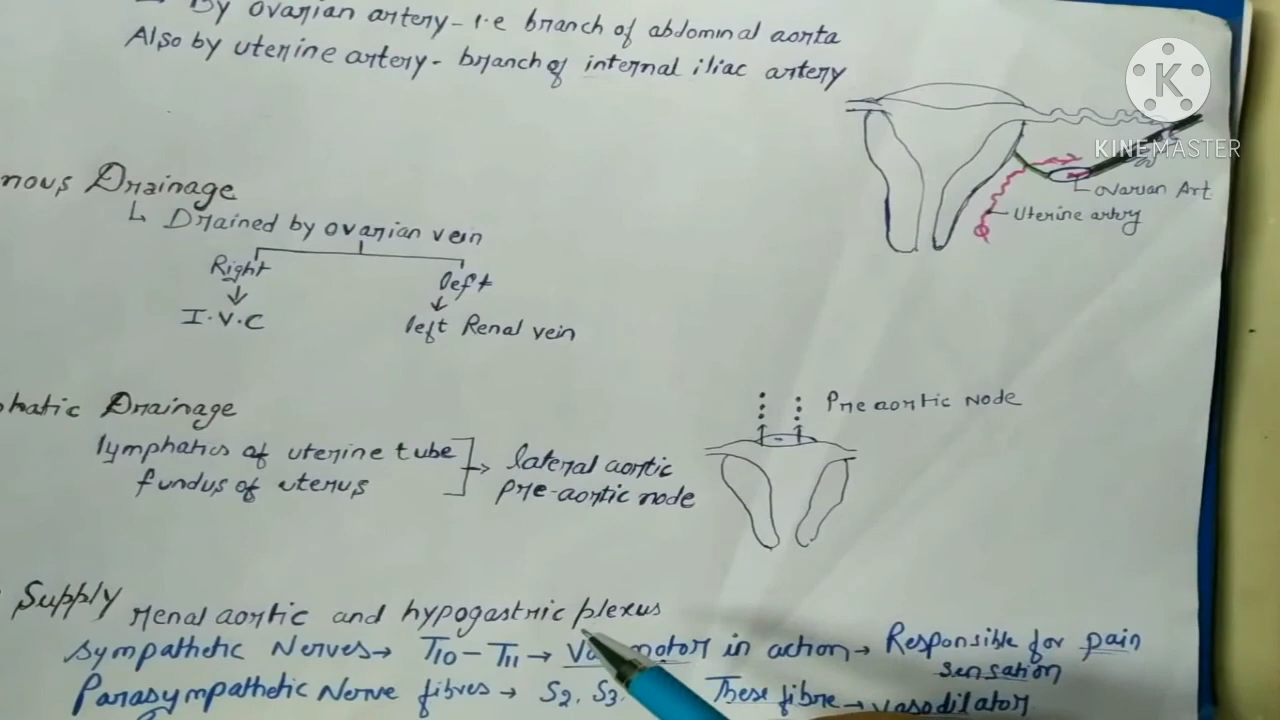 By ovarian artery - i.e branch of abdominal aorta
Also by uterine artery - branch of internal iliac artery
KINEMASTER
ovarian Art
Uterine artery
nous Drainage
↳ Drained by ovarian vein
Right left
I.V.C left Renal vein
Pre aortic Node
hatic Drainage
lymphatics of uterine tube
fundus of uterus
→ lateral aortic
pre-aortic node
Supply
renal aortic and hypogastric plexus
Sympathetic Nerves → T10 - T11 → motor in action → Responsible for pain
sensation
Parasympathetic Nerve fibres → S2, S3. These fibre → vasodilator